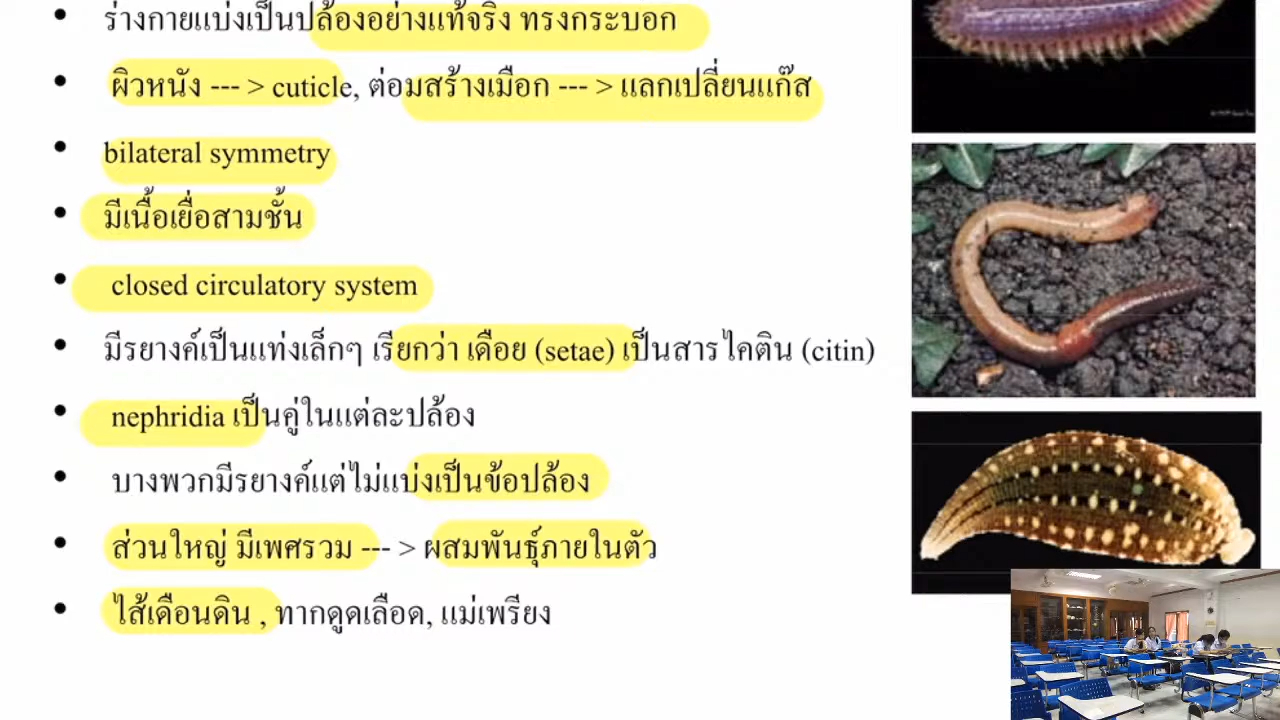 • ร่างกายแบ่งเป็นปล้องอย่างแท้จริง ทรงกระบอก
• ผิวหนัง --- > cuticle, ต่อมสร้างเมือก --- > แลกเปลี่ยนแก๊ส
• bilateral symmetry
• มีเนื้อเยื่อสามชั้น
• closed circulatory system
• มีรยางค์เป็นแท่งเล็กๆ เรียกว่า เดือย (setae) เป็นสารไคติน (citin)
• nephridia เป็นคู่ในแต่ละปล้อง
• บางพวกมีรยางค์แต่ไม่แบ่งเป็นข้อปล้อง
• ส่วนใหญ่ มีเพศรวม --- > ผสมพันธุ์ภายในตัว
• ไส้เดือนดิน , ทากดูดเลือด, แม่เพรียง